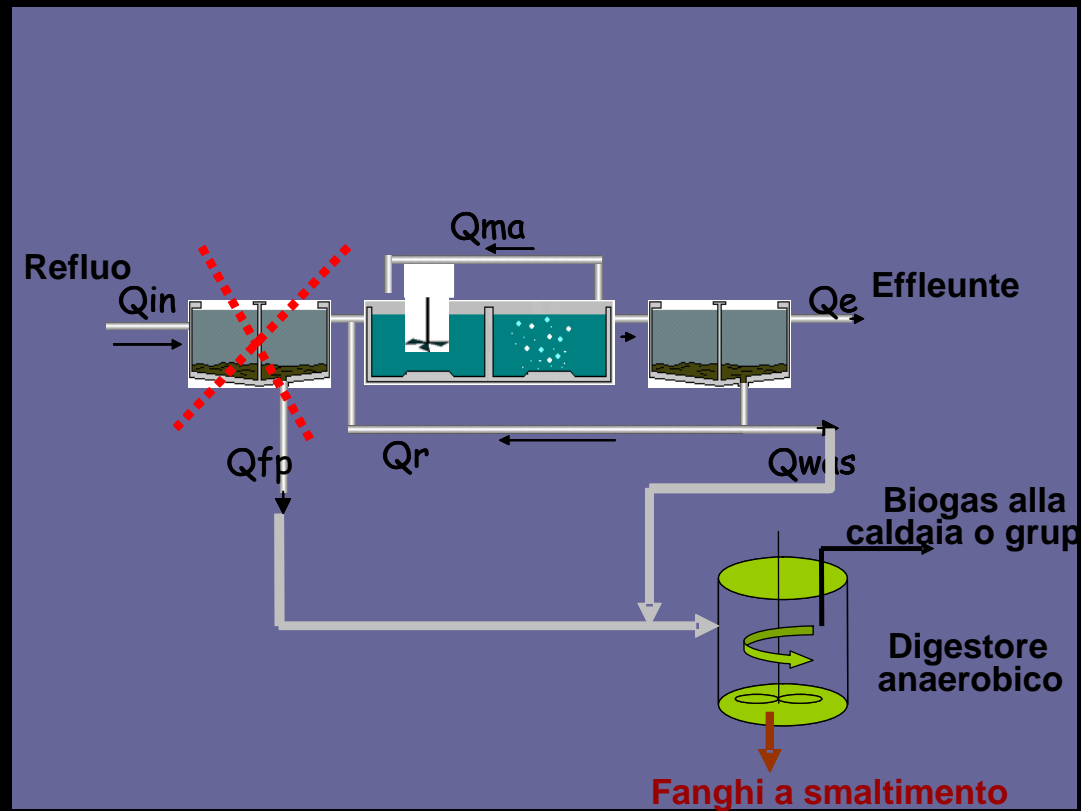 Qma
Refluo
Qin
Qe
Effleunte
Qfp
Qr
Qwas
Biogas alla
caldaia o grup
Digestore
anaerobico
Fanghi a smaltimento